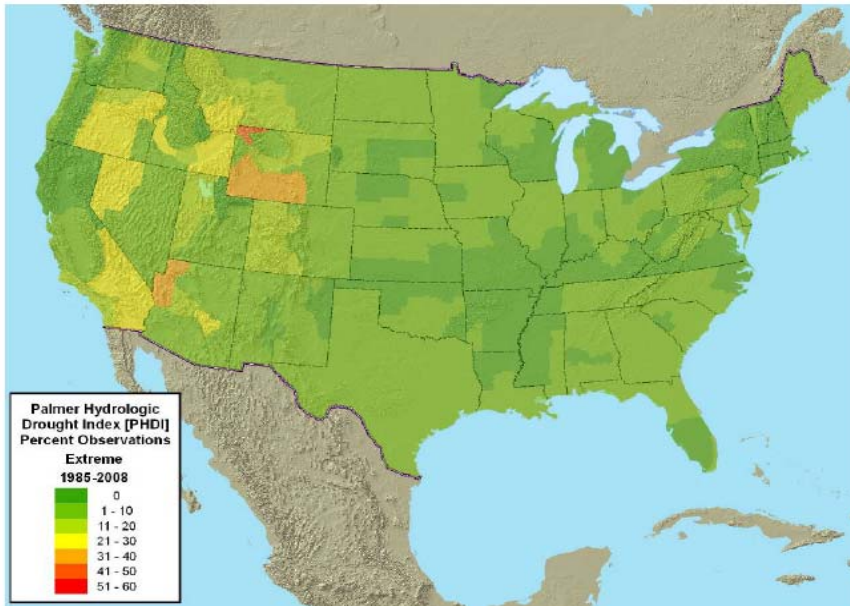 Palmer Hydrologic
Drought Index [PHDI]
Percent Observations
Extreme
1985-2008
0
1 - 10
11 - 20
21 - 30
31 - 40
41 - 50
51 - 60